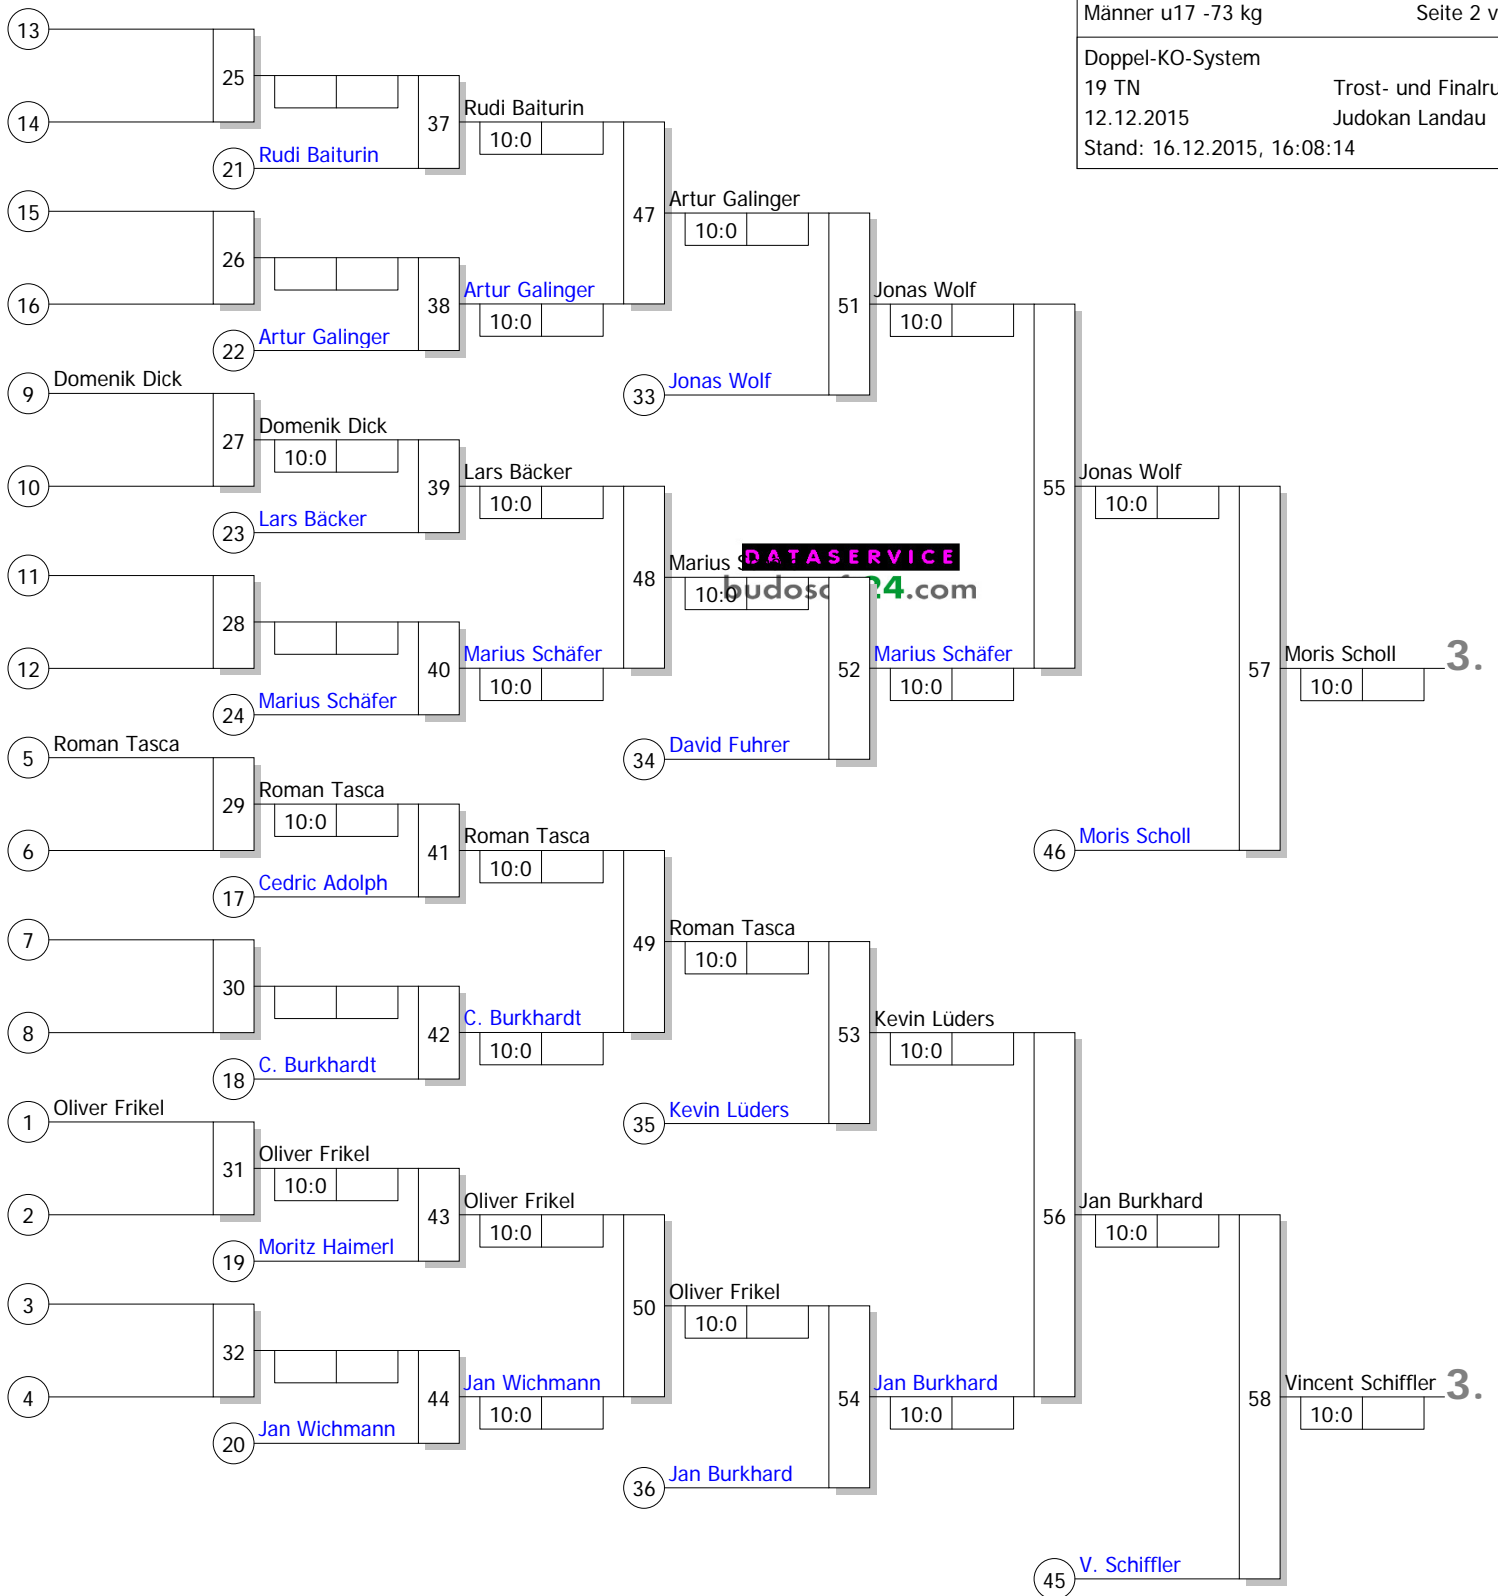 Männer u17 -73 kg Seite 2 v
Doppel-KO-System
19 TN Trost- und Finalru
12.12.2015 Judokan Landau
Stand: 16.12.2015, 16:08:14
13
25
14
37
Rudi Baiturin
10:0
21
Rudi Baiturin
15
47
Artur Galinger
10:0
26
16
38
Artur Galinger
10:0
22
Artur Galinger
51
Jonas Wolf
10:0
33
Jonas Wolf
9
Domenik Dick
27
Domenik Dick
10:0
10
39
Lars Bäcker
10:0
23
Lars Bäcker
55
Jonas Wolf
10:0
11
48
Marius
10:0
DATASERVICE
24.com
28
12
40
Marius Schäfer
10:0
24
Marius Schäfer
52
Marius Schäfer
10:0
34
David Fuhrer
57
Moris Scholl
10:0
3.
5
Roman Tasca
29
Roman Tasca
10:0
6
41
Roman Tasca
10:0
17
Cedric Adolph
46
Moris Scholl
7
49
Roman Tasca
10:0
30
8
42
C. Burkhardt
10:0
18
C. Burkhardt
53
Kevin Lüders
10:0
35
Kevin Lüders
1
Oliver Frikel
31
Oliver Frikel
10:0
2
43
Oliver Frikel
10:0
19
Moritz Haimerl
56
Jan Burkhard
10:0
3
50
Oliver Frikel
10:0
32
4
44
Jan Wichmann
10:0
20
Jan Wichmann
54
Jan Burkhard
10:0
36
Jan Burkhard
58
Vincent Schiffler
10:0
3.
45
V. Schiffler